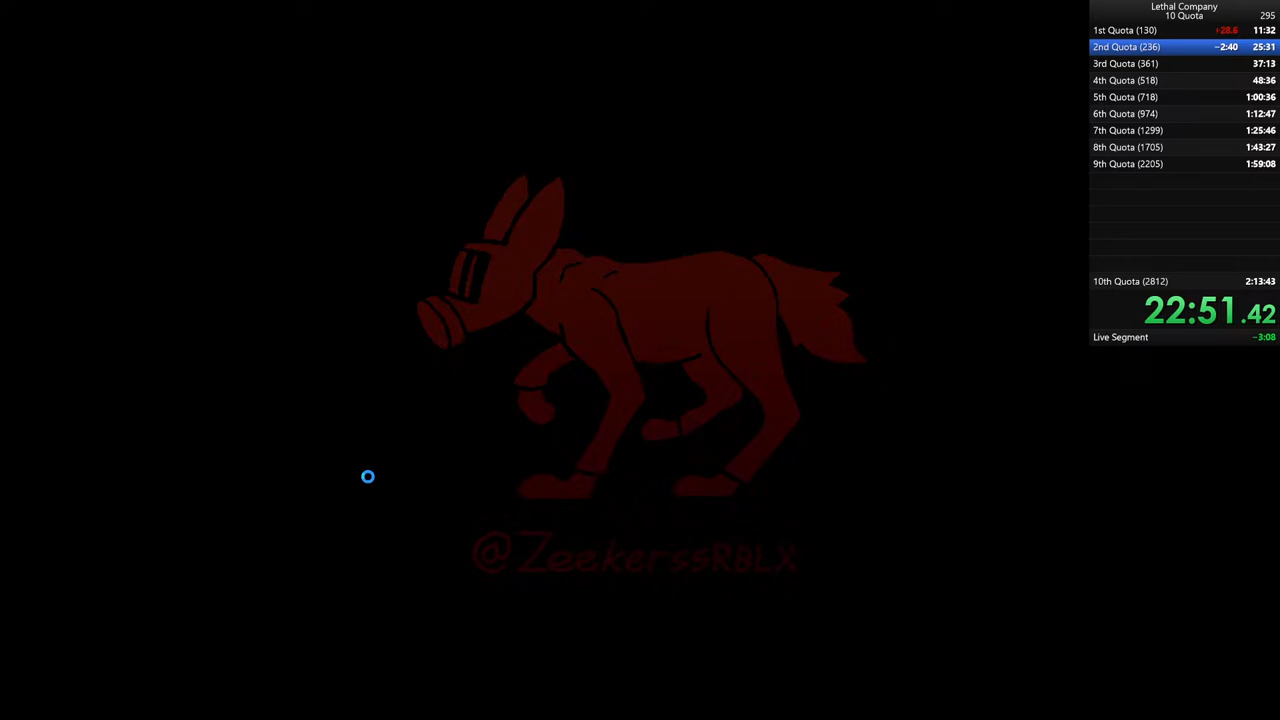 Lethal Company
10 Quota 295
1st Quota (130) +28.6 11:32
2nd Quota (236) −2:40 25:31
3rd Quota (361) 37:13
4th Quota (518) 48:36
5th Quota (718) 1:00:36
6th Quota (974) 1:12:47
7th Quota (1299) 1:25:46
8th Quota (1705) 1:43:27
9th Quota (2205) 1:59:08
10th Quota (2812) 2:13:43
22:51.42
Live Segment −3:08
@ZeekerssRBLX